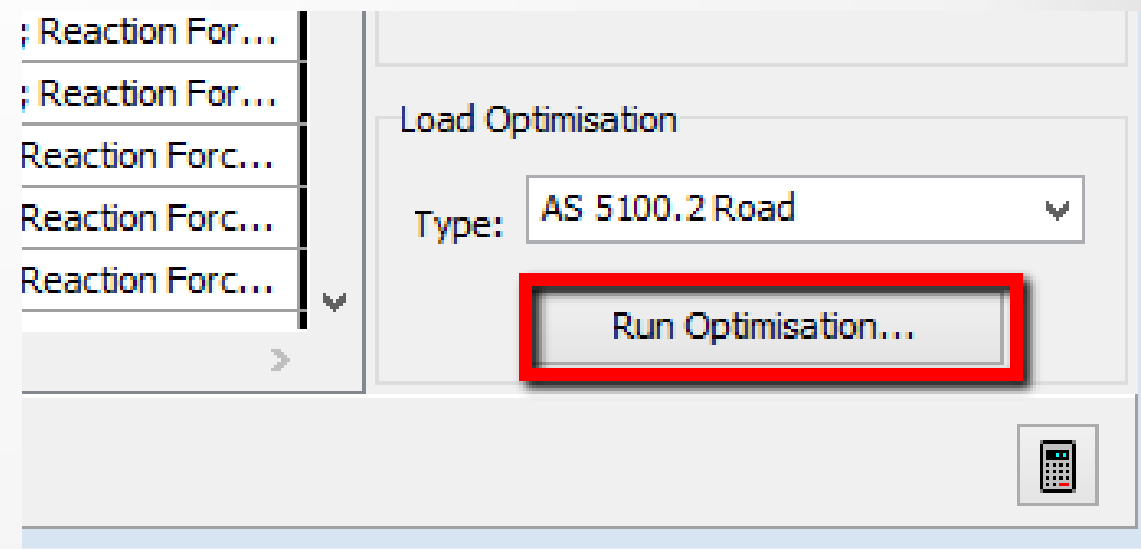 ; Reaction For...
; Reaction For...
Reaction Forc...
Reaction Forc...
Reaction Forc...
Load Optimisation
Type: AS 5100.2 Road
Run Optimisation...